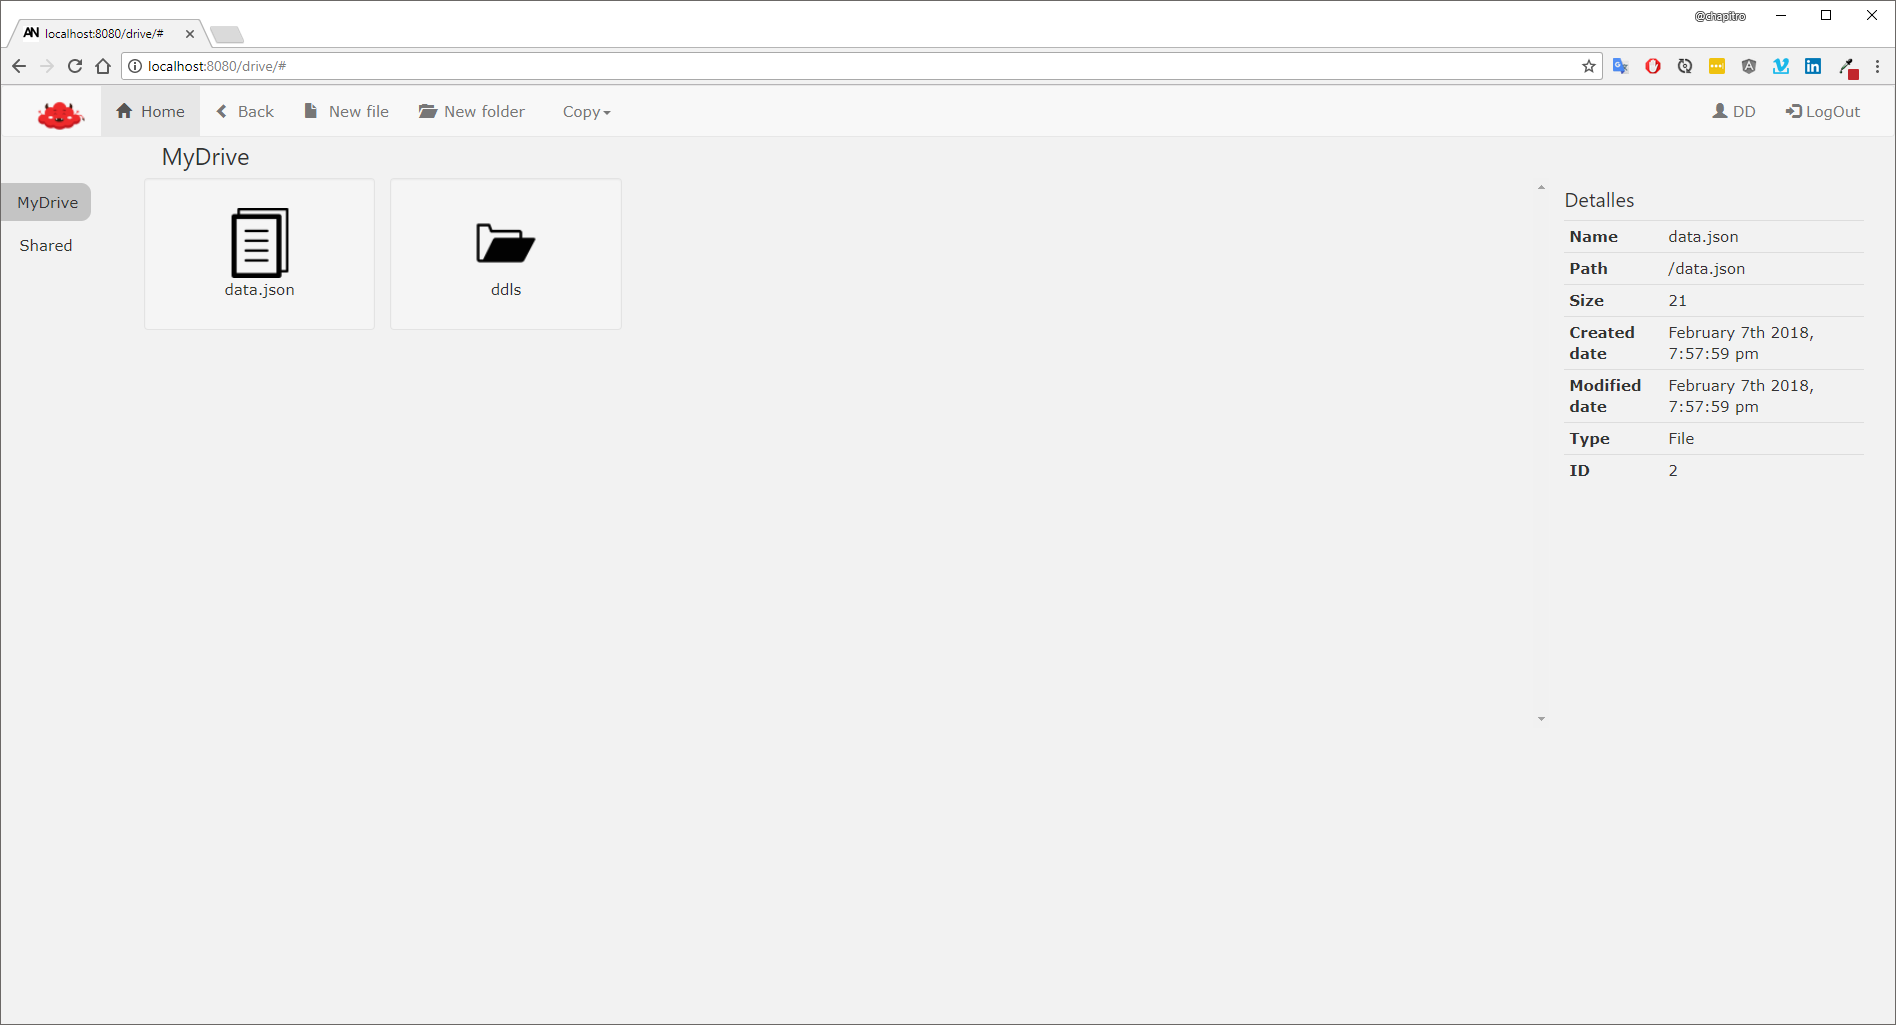 @chapitro
AN localhost:8080/drive/#
localhost:8080/drive/#
Home Back New file New folder Copy DD LogOut
MyDrive
MyDrive
Shared
data.json
ddls
Detalles
Name data.json
Path /data.json
Size 21
Created date February 7th 2018, 7:57:59 pm
Modified date February 7th 2018, 7:57:59 pm
Type File
ID 2